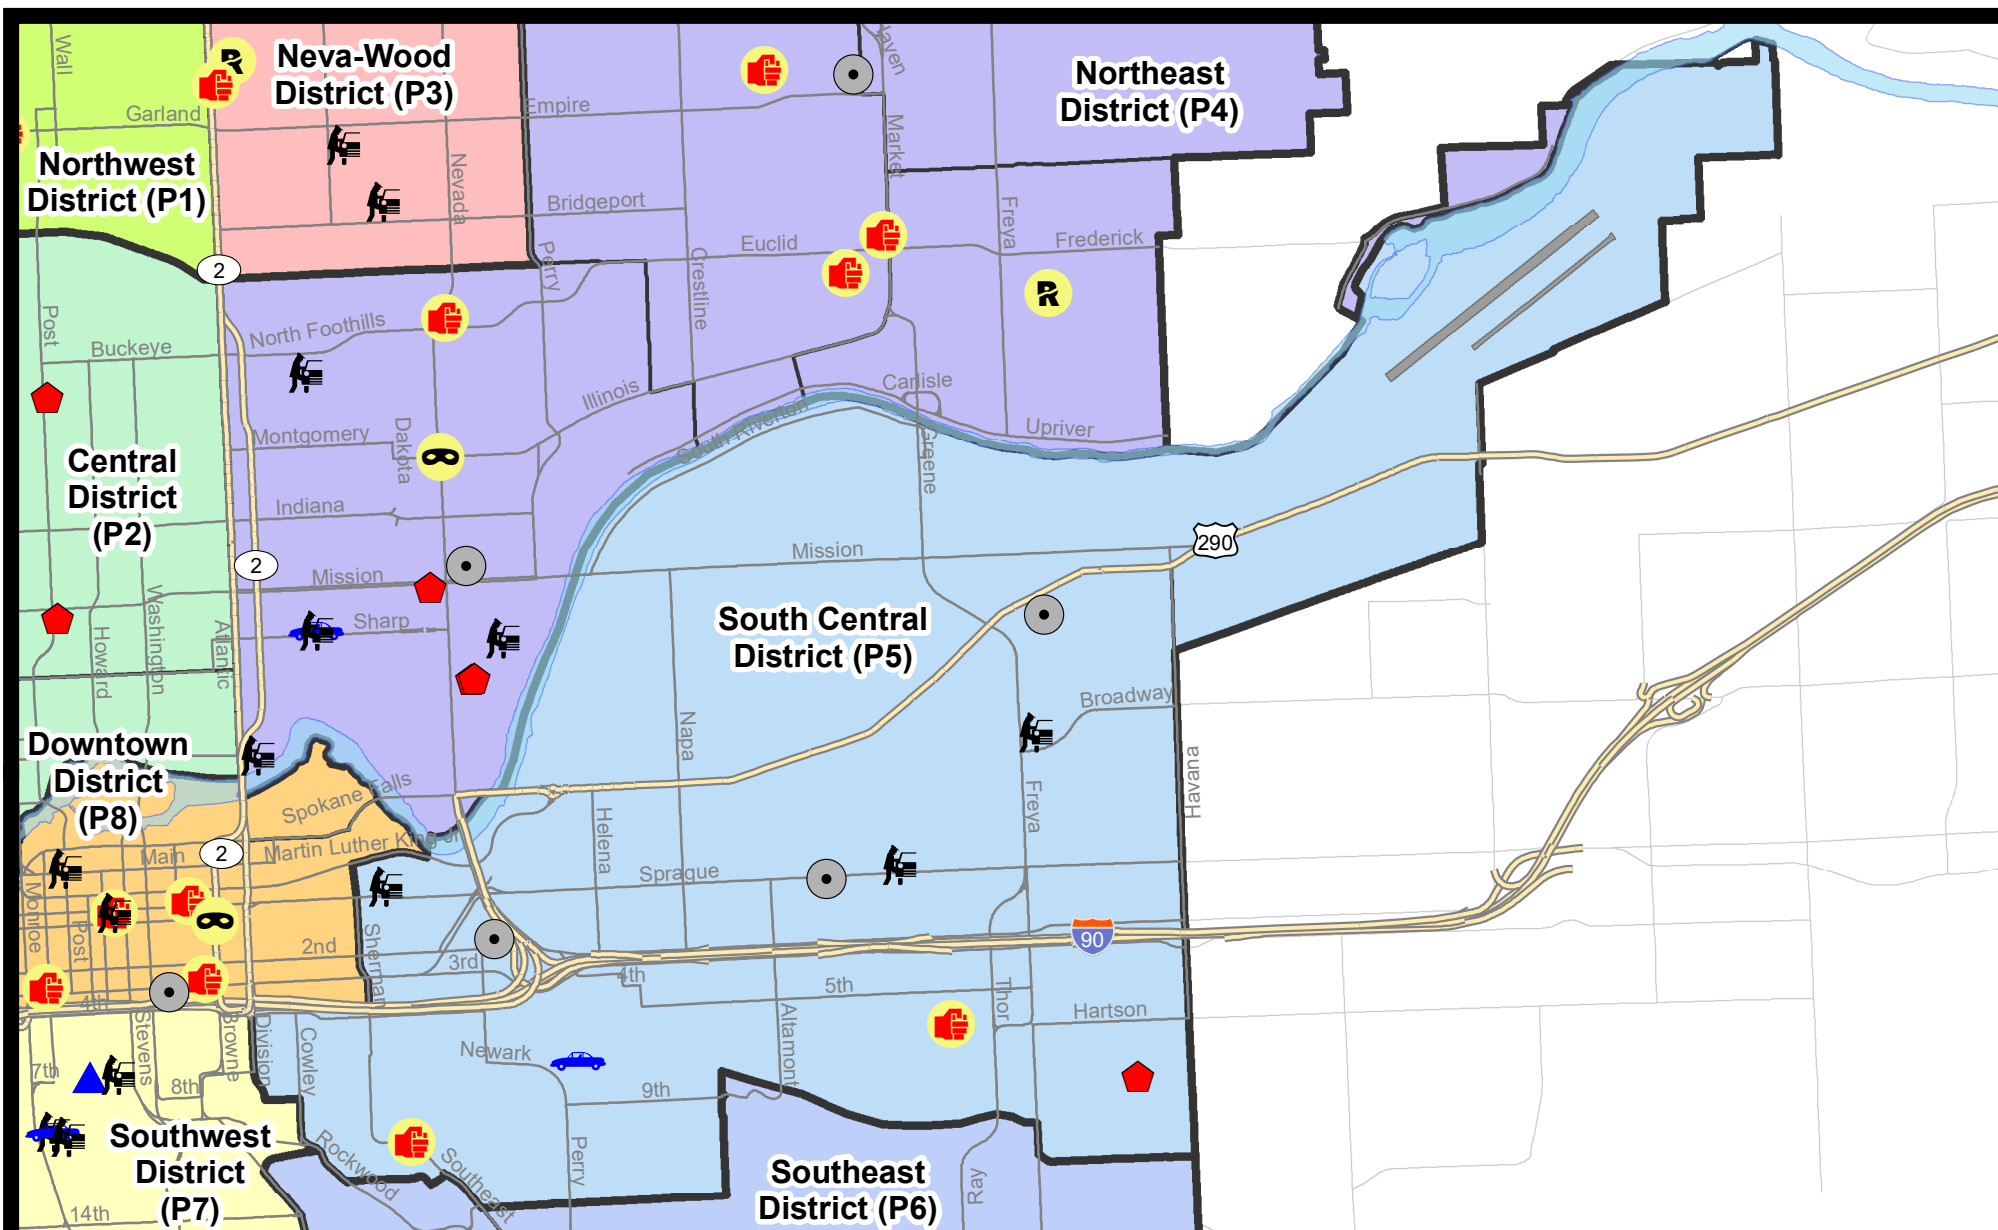 Wall
R
Neva-Wood
District (P3)
Garland
Nevada
Northwest
District (P1)
Empire
Bridgeport
Perry
Crestline
Euclid
Market
Northeast
District (P4)
Freya
Frederick
R
2
Post
Buckeye
North Foothills
Illinois
Montgomery
Dakota
Carlisle
South Riverton
Upriver
Greene
Central
District
(P2)
Indiana
2
Mission
Mission
290
Sharp
Washington
Howard
Atlantic
South Central
District (P5)
Napa
Broadway
Havana
Freya
Downtown
District
(P8)
Spokane Falls
Martin Luther King Jr
Main
2
Helena
Sprague
Monroe
Post
Sherman
2nd
3rd
4th
4th
5th
90
Thor
Hartson
Altamont
Stevens
Browne
Division
Cowley
Newark
7th
8th
9th
Southwest
District
(P7)
14th
Rockwood
Southeast
Perry
Southeast
District (P6)
Ray